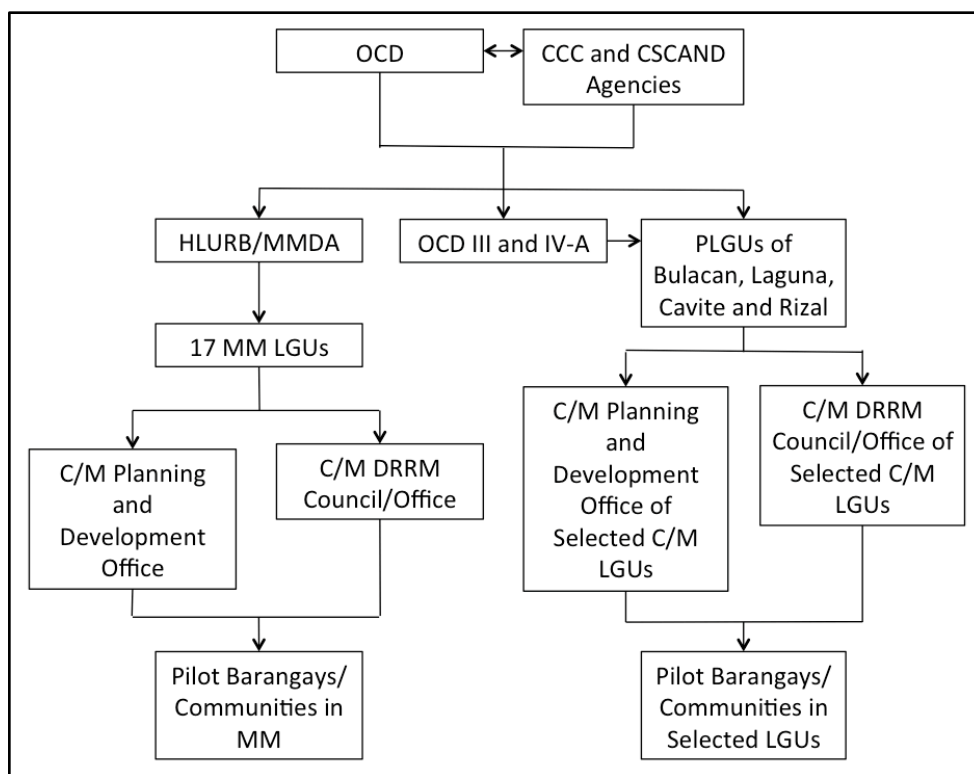 OCD
CCC and CSCAND
Agencies
HLURB/MMDA
OCD III and IV-A
PLGUs of
Bulacan, Laguna,
Cavite and Rizal
17 MM LGUs
C/M Planning
and
Development
Office
C/M DRRM
Council/Office
C/M Planning
and
Development
Office of
Selected C/M
LGUs
C/M DRRM
Council/Office of
Selected C/M
LGUs
Pilot Barangays/
Communities in
MM
Pilot Barangays/
Communities in
Selected LGUs